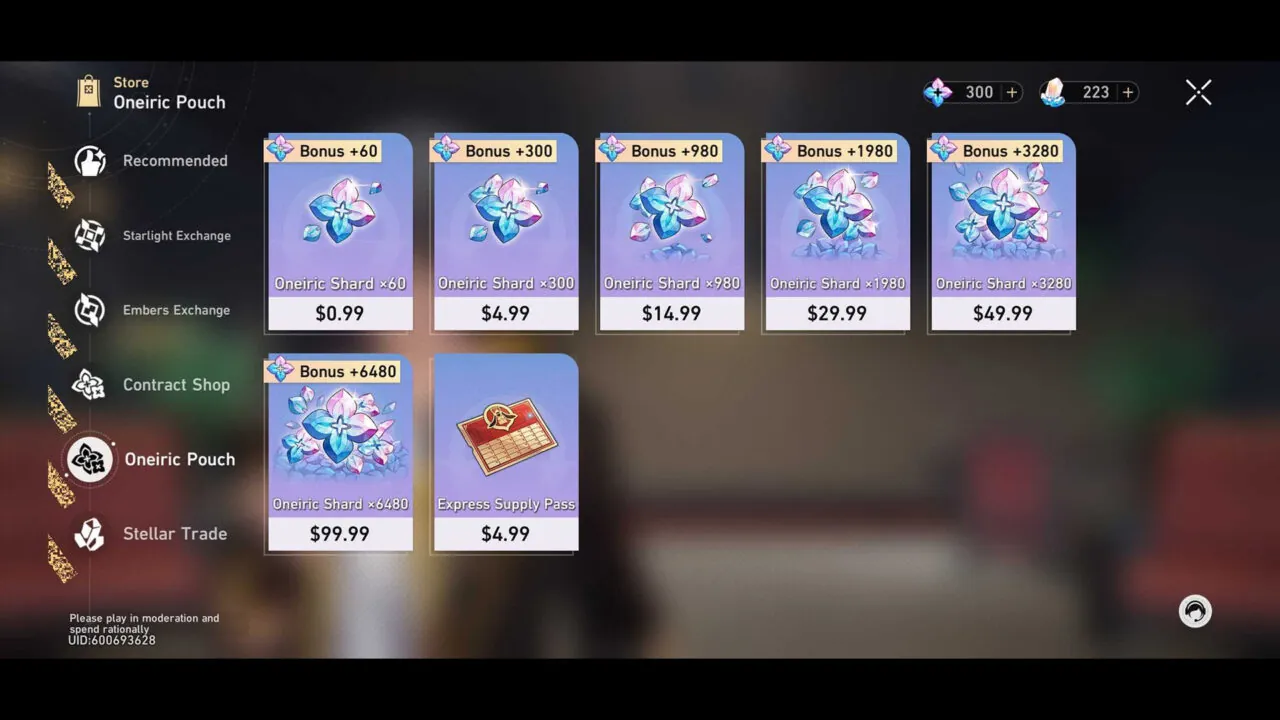 Store
Oneiric Pouch
300 +
223 +
Recommended
Starlight Exchange
Embers Exchange
Contract Shop
Oneiric Pouch
Stellar Trade
Bonus +60
Oneiric Shard ×60
$0.99
Bonus +300
Oneiric Shard ×300
$4.99
Bonus +980
Oneiric Shard ×980
$14.99
Bonus +1980
Oneiric Shard ×1980
$29.99
Bonus +3280
Oneiric Shard ×3280
$49.99
Bonus +6480
Oneiric Shard ×6480
$99.99
Express Supply Pass
$4.99
Please play in moderation and
spend rationally
UID:600693628